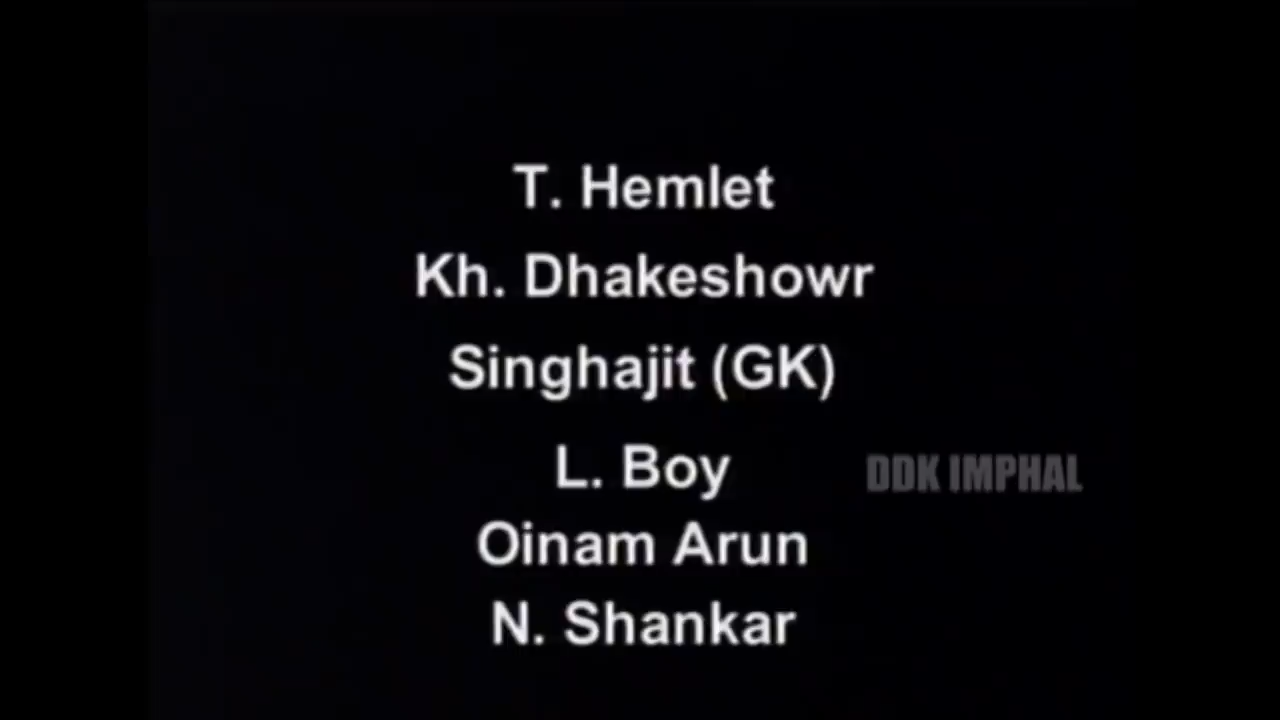 T. Hemlet
Kh. Dhakeshowr
Singhajit (GK)
L. Boy
DDK IMPHAL
Oinam Arun
N. Shankar